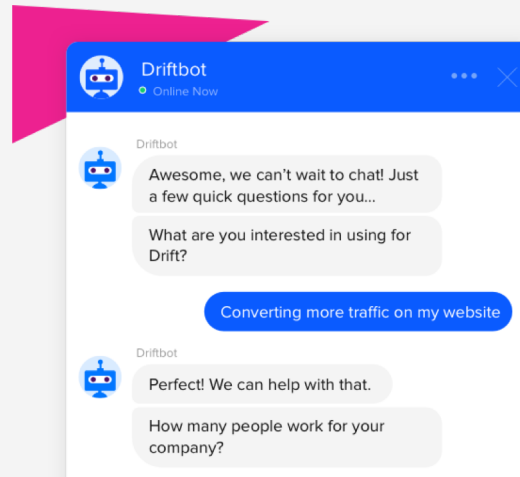 Driftbot
Online Now
Driftbot
Awesome, we can't wait to chat! Just
a few quick questions for you...
What are you interested in using for
Drift?
Converting more traffic on my website
Driftbot
Perfect! We can help with that.
How many people work for your
company?